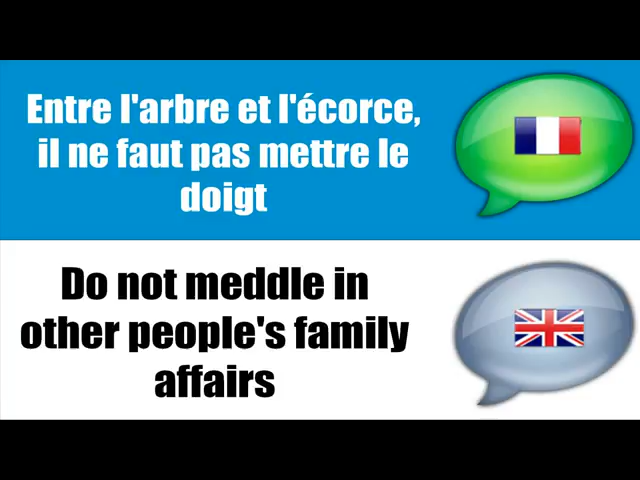 Entre l'arbre et l'écorce,
il ne faut pas mettre le
doigt
Do not meddle in
other people's family
affairs